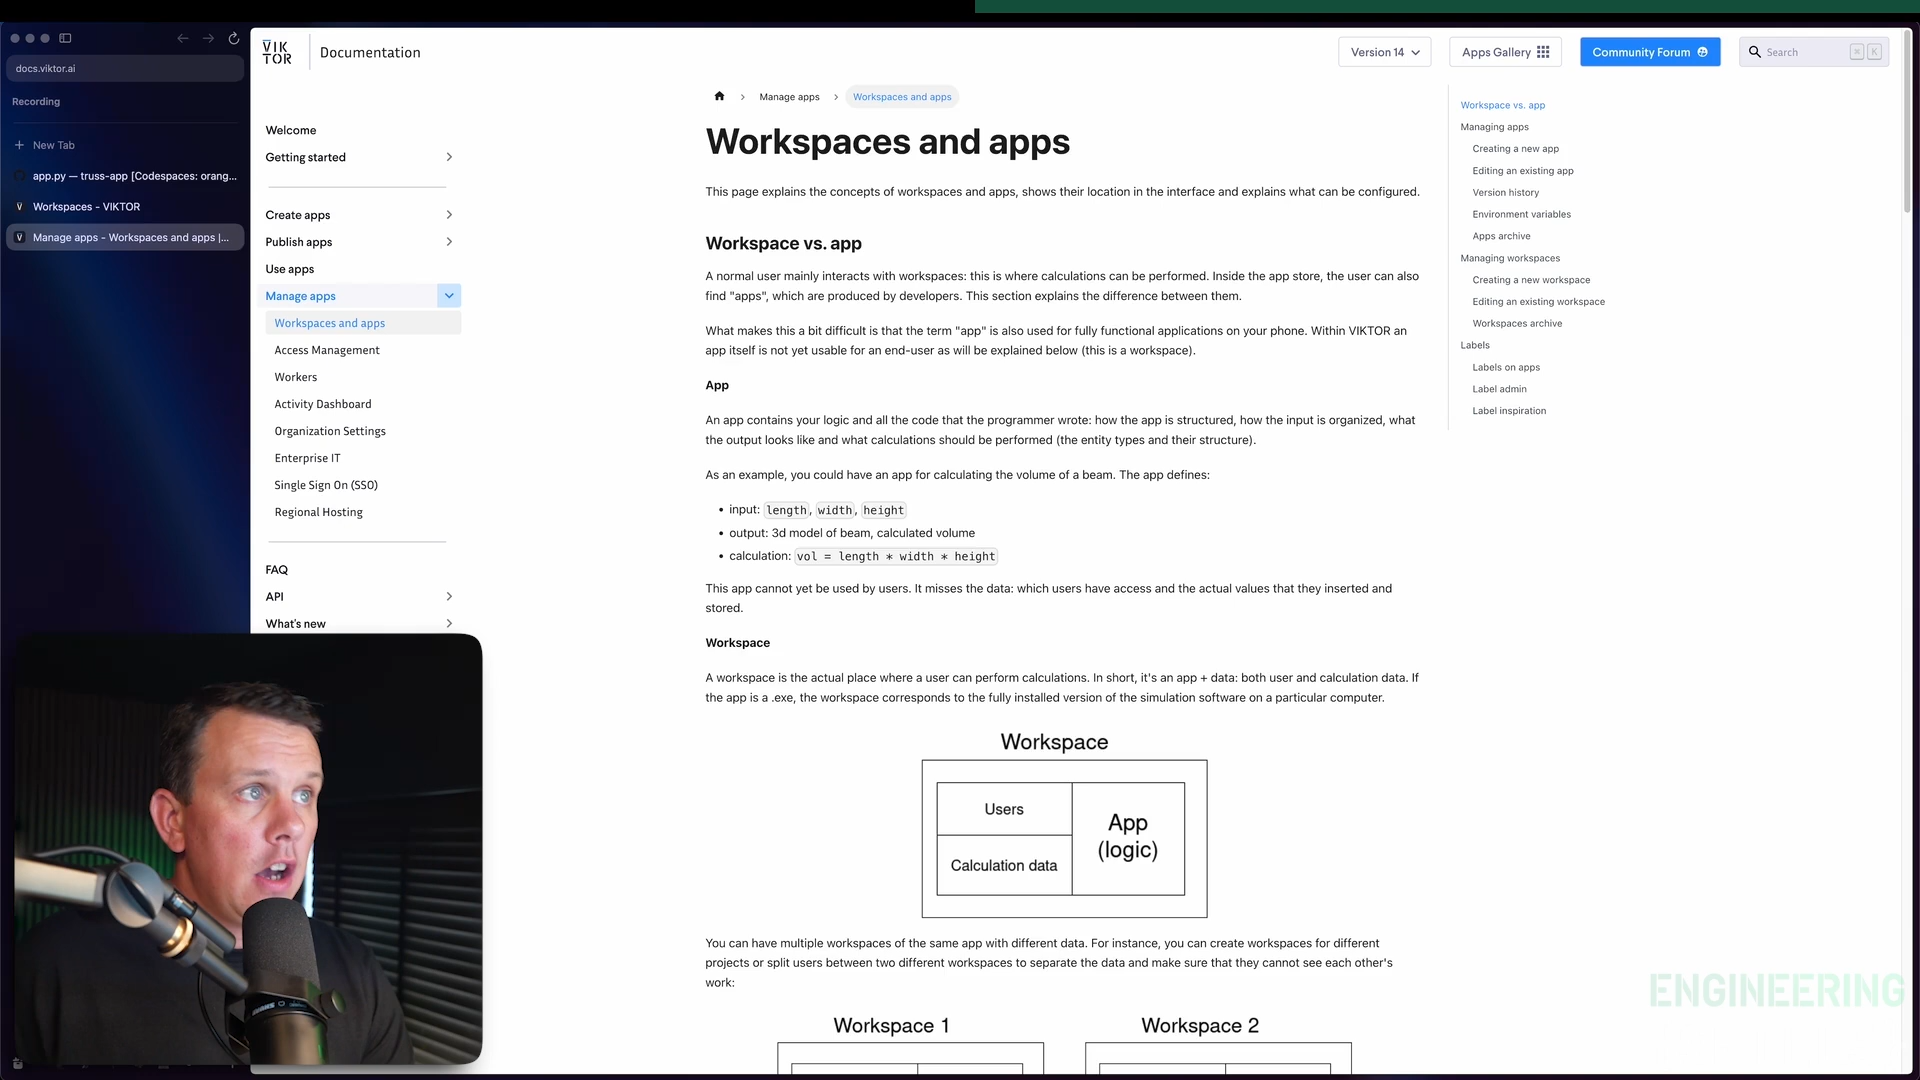 docs.viktor.ai
Recording
New Tab
app.py — truss-app [Codespaces: orang...
Workspaces - VIKTOR
Manage apps - Workspaces and apps |...
VIK
TOR
Documentation
Version 14
Apps Gallery
Community Forum
Search
K
Welcome
Getting started
Create apps
Publish apps
Use apps
Manage apps
Workspaces and apps
Access Management
Workers
Activity Dashboard
Organization Settings
Enterprise IT
Single Sign On (SSO)
Regional Hosting
FAQ
API
What's new
Manage apps
Workspaces and apps
Workspaces and apps
This page explains the concepts of workspaces and apps, shows their location in the interface and explains what can be configured.
Workspace vs. app
A normal user mainly interacts with workspaces: this is where calculations can be performed. Inside the app store, the user can also
find "apps", which are produced by developers. This section explains the difference between them.
What makes this a bit difficult is that the term "app" is also used for fully functional applications on your phone. Within VIKTOR an
app itself is not yet usable for an end-user as will be explained below (this is a workspace).
App
An app contains your logic and all the code that the programmer wrote: how the app is structured, how the input is organized, what
the output looks like and what calculations should be performed (the entity types and their structure).
As an example, you could have an app for calculating the volume of a beam. The app defines:
• input: length, width, height
• output: 3d model of beam, calculated volume
• calculation: vol = length * width * height
This app cannot yet be used by users. It misses the data: which users have access and the actual values that they inserted and
stored.
Workspace
A workspace is the actual place where a user can perform calculations. In short, it's an app + data: both user and calculation data. If
the app is a .exe, the workspace corresponds to the fully installed version of the simulation software on a particular computer.
Workspace
Users
Calculation data
App
(logic)
You can have multiple workspaces of the same app with different data. For instance, you can create workspaces for different
projects or split users between two different workspaces to separate the data and make sure that they cannot see each other's
work:
Workspace 1
Workspace 2
Workspace vs. app
Managing apps
Creating a new app
Editing an existing app
Version history
Environment variables
Apps archive
Managing workspaces
Creating a new workspace
Editing an existing workspace
Workspaces archive
Labels
Labels on apps
Label admin
Label inspiration
ENGINEERING